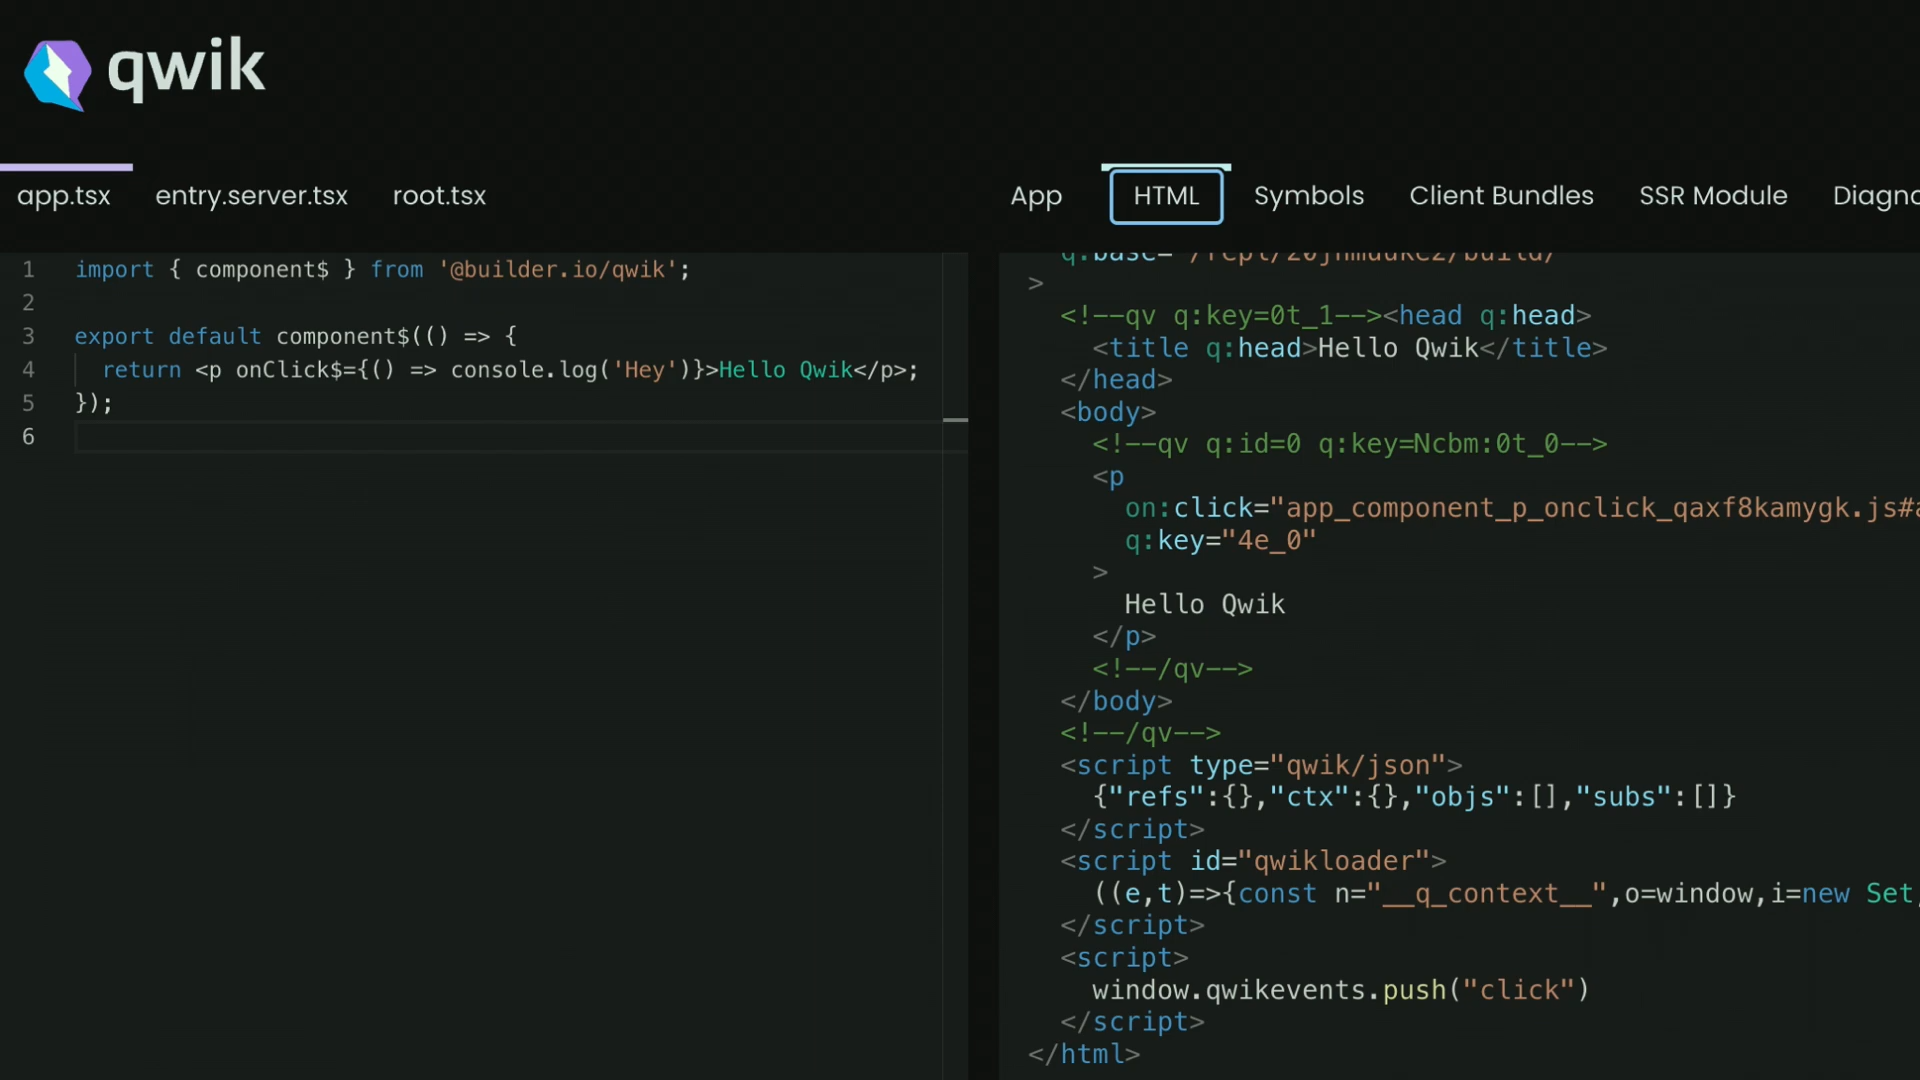 qwik
app.tsx entry.server.tsx root.tsx
1 import { component$ } from '@builder.io/qwik';
2
3 export default component$(() => {
4 return <p onClick$={() => console.log('Hey')}>Hello Qwik</p>;
5 });
6
App HTML Symbols Client Bundles SSR Module Diagno
>
<!--qv q:key=0t_1--><head q:head>
<title q:head>Hello Qwik</title>
</head>
<body>
<!--qv q:id=0 q:key=Ncbm:0t_0-->
<p
on:click="app_component_p_onclick_qaxf8kamygk.js#a
q:key="4e_0"
>
Hello Qwik
</p>
<!--/qv-->
</body>
<!--/qv-->
<script type="qwik/json">
{"refs":{},"ctx":{},"objs":[],"subs":[]}
</script>
<script id="qwikloader">
((e,t)=>{const n="__q_context__",o=window,i=new Set,
</script>
<script>
window.qwikevents.push("click")
</script>
</html>